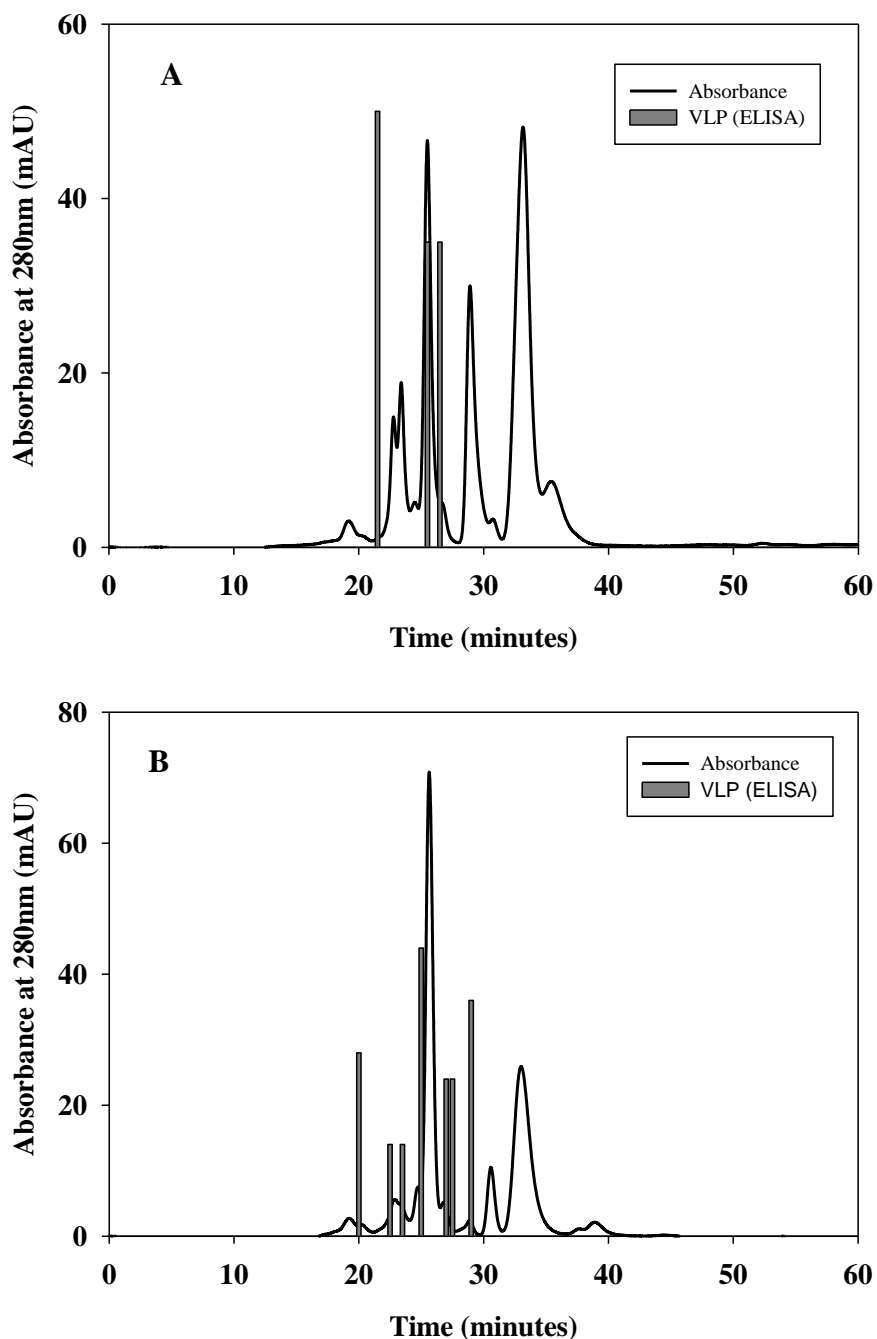 60
A
Absorbance
VLP (ELISA)
40
20
0
Absorbance at 280nm (mAU)
0 10 20 30 40 50 60
Time (minutes)
80
B
Absorbance
VLP (ELISA)
60
40
20
0
Absorbance at 280nm (mAU)
0 10 20 30 40 50 60
Time (minutes)